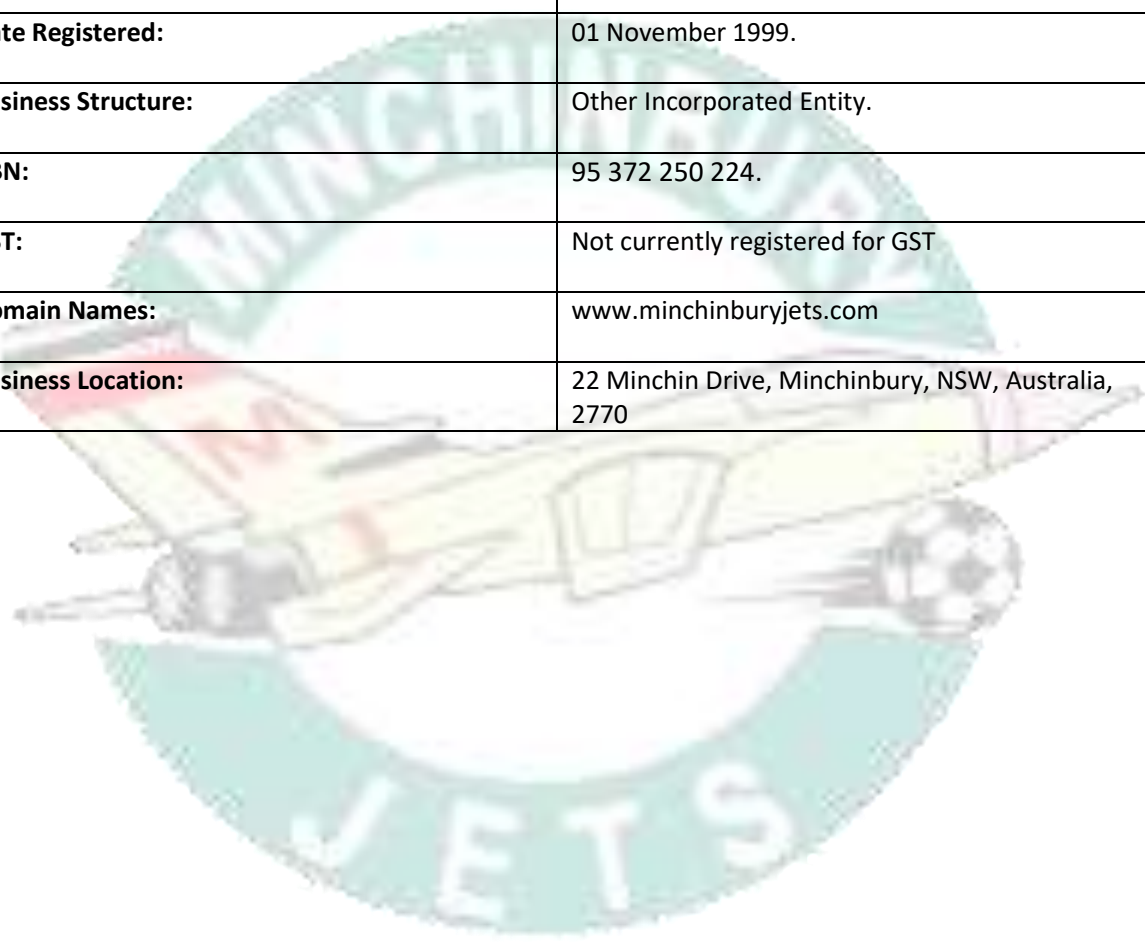 te Registered: 01 November 1999.
siness Structure: Other Incorporated Entity.
BN: 95 372 250 224.
ST: Not currently registered for GST
omain Names: www.minchinburyjets.com
siness Location: 22 Minchin Drive, Minchinbury, NSW, Australia,
2770
MINCHINBURY
M
J
JETS